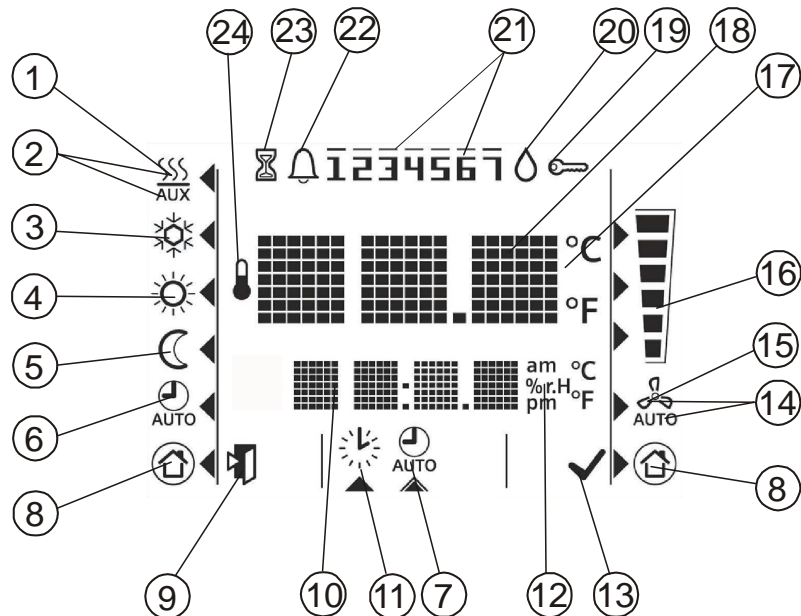 24 23 22 21 20 19 18
1 17
1234567
2
AUX
3 °C
4 °F 16
5 15
am °C
% r.H
6 pm °F 14
AUTO AUTO AUTO
8 8
9 10 11 7 12 13